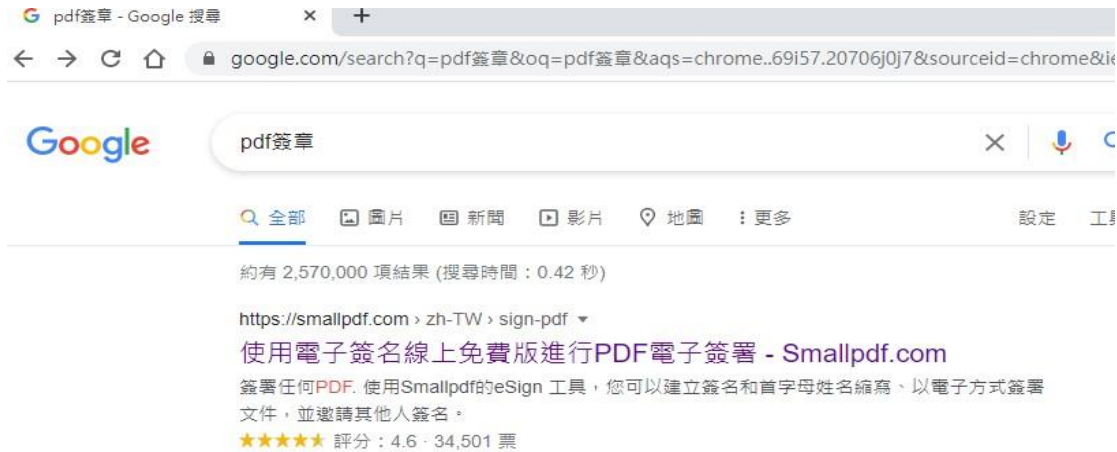 pdf簽章 - Google 搜尋
google.com/search?q=pdf簽章&oq=pdf簽章&aqs=chrome..69i57.20706j0j7&sourceid=chrome&ie
Google
pdf簽章
全部 圖片 新聞 影片 地圖 更多 設定 工具
約有 2,570,000 項結果 (搜尋時間:0.42 秒)
https://smallpdf.com › zh-TW › sign-pdf
使用電子簽名線上免費版進行PDF電子簽署 - Smallpdf.com
簽署任何PDF. 使用Smallpdf的eSign 工具,您可以建立簽名和首字母姓名縮寫、以電子方式簽署
文件,並邀請其他人簽名。
評分:4.6 · 34,501 票